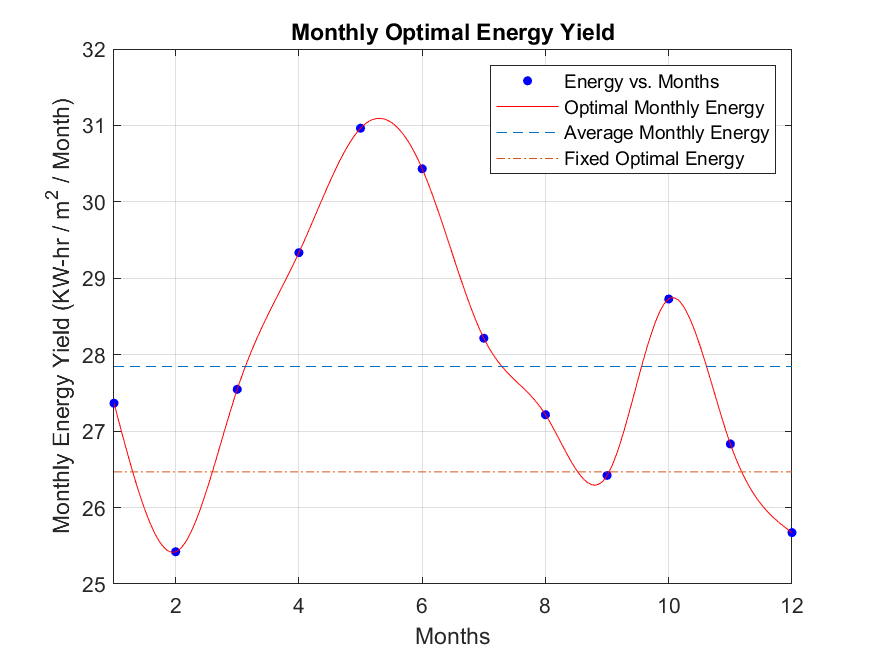 Monthly Optimal Energy Yield
32
31
30
29
28
27
26
25
Monthly Energy Yield (KW-hr / m² / Month)
Energy vs. Months
Optimal Monthly Energy
Average Monthly Energy
Fixed Optimal Energy
2 4 6 8 10 12
Months